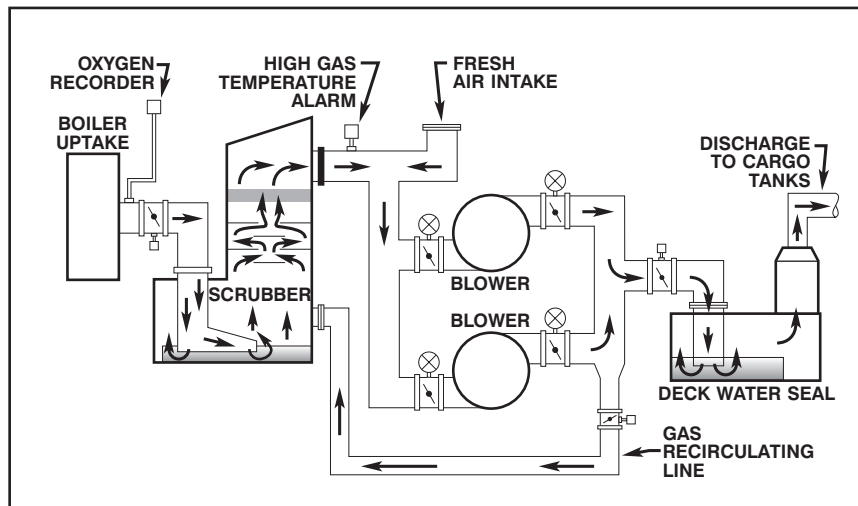 OXYGEN
RECORDER
HIGH GAS
TEMPERATURE
ALARM
FRESH
AIR INTAKE
BOILER
UPTAKE
DISCHARGE
TO CARGO
TANKS
SCRUBBER
BLOWER
BLOWER
DECK WATER SEAL
GAS
RECIRCULATING
LINE